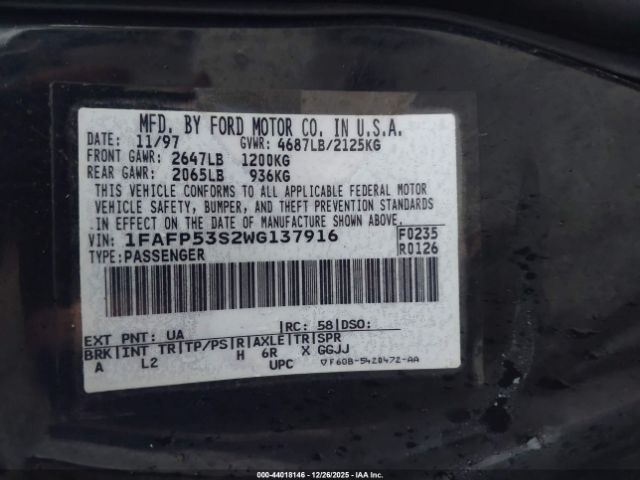 MFD. BY FORD MOTOR CO. IN U.S.A.
DATE: 11/97 GVWR: 4687LB/2125KG
FRONT GAWR: 2647LB 1200KG
REAR GAWR: 2065LB 936KG
THIS VEHICLE CONFORMS TO ALL APPLICABLE FEDERAL MOTOR
VEHICLE SAFETY, BUMPER, AND THEFT PREVENTION STANDARDS
IN EFFECT ON THE DATE OF MANUFACTURE SHOWN ABOVE.
VIN: 1FAFP53S2WG137916 F0235
TYPE: PASSENGER R0126
EXT PNT: UA RC: 58 DSO:
BRK INT TR TP/PS R AXLE TR SPR
A L2 H 6R X GGJJ
UPC ▽F60B-5420472-AA
000-44018146 - 12/26/2025 - IAA Inc.